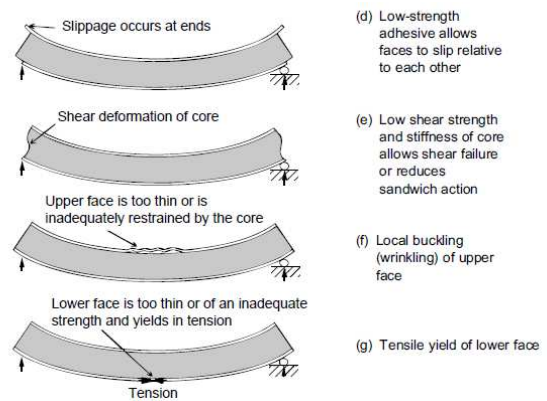 Slippage occurs at ends
(d) Low-strength
adhesive allows
faces to slip relative
to each other
Shear deformation of core
(e) Low shear strength
and stiffness of core
allows shear failure
or reduces
sandwich action
Upper face is too thin or is
inadequately restrained by the core
(f) Local buckling
(wrinkling) of upper
face
Lower face is too thin or of an inadequate
strength and yields in tension
(g) Tensile yield of lower face
Tension